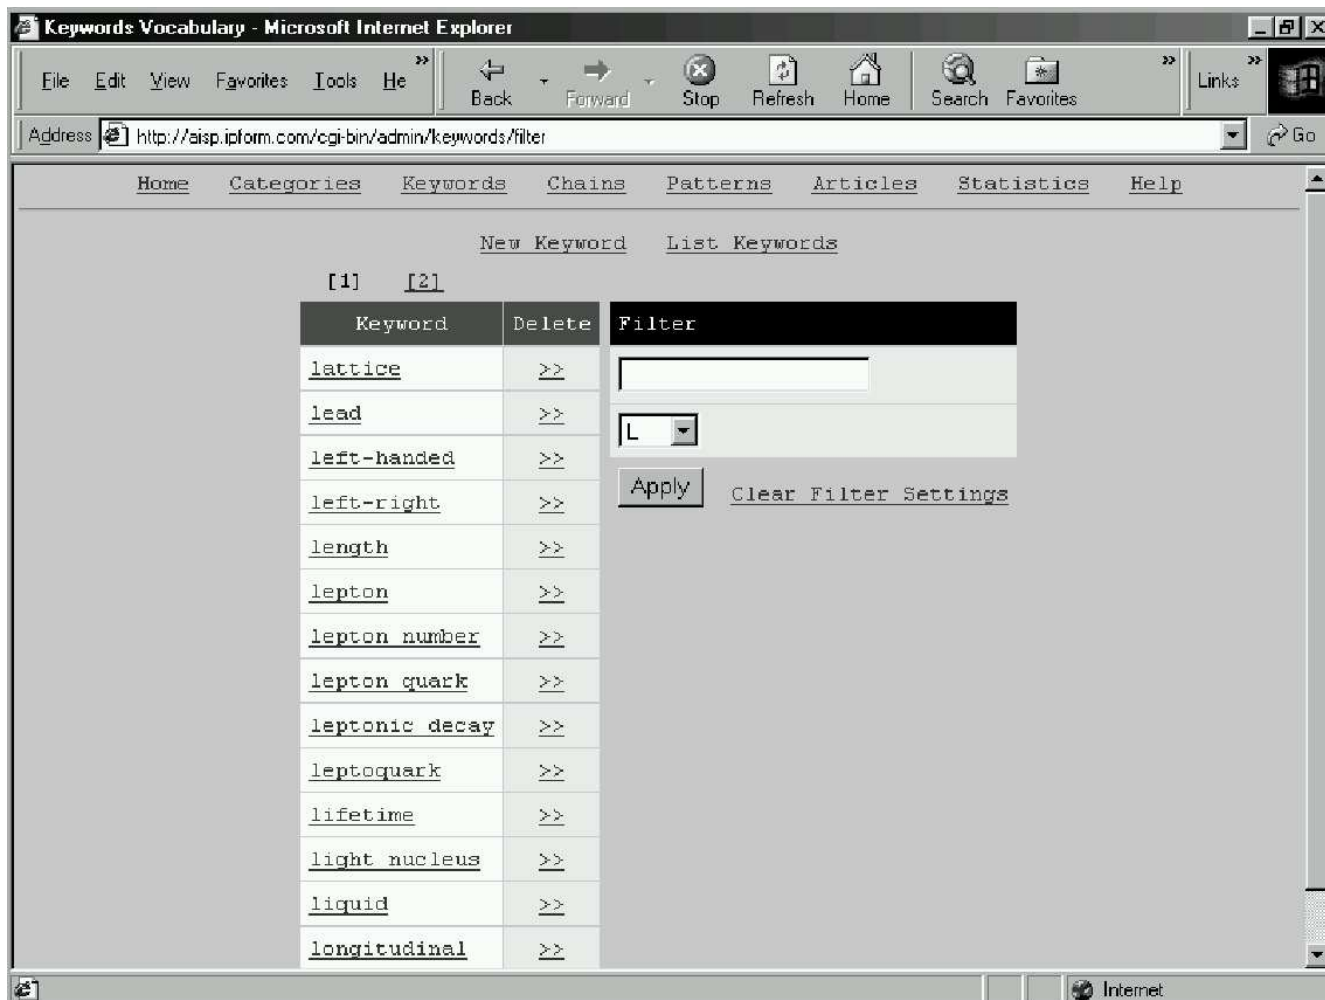 Keywords Vocabulary - Microsoft Internet Explorer
File Edit View Favorites Tools He »
Back Forward Stop Refresh Home Search Favorites » Links »
Address http://aisp.ipform.com/cgi-bin/admin/keywords/filter Go
Home Categories Keywords Chains Patterns Articles Statistics Help
New Keyword List Keywords
[1] [2]
Keyword Delete Filter
lattice >>
lead >>
L
left-handed >>
left-right >>
Apply Clear Filter Settings
length >>
lepton >>
lepton number >>
lepton quark >>
leptonic decay >>
leptoquark >>
lifetime >>
light nucleus >>
liquid >>
longitudinal >>
Internet